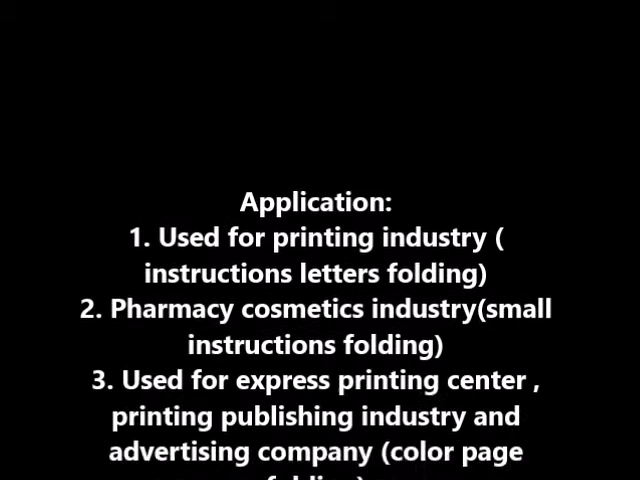 Application:
1. Used for printing industry (
instructions letters folding)
2. Pharmacy cosmetics industry(small
instructions folding)
3. Used for express printing center ,
printing publishing industry and
advertising company (color page